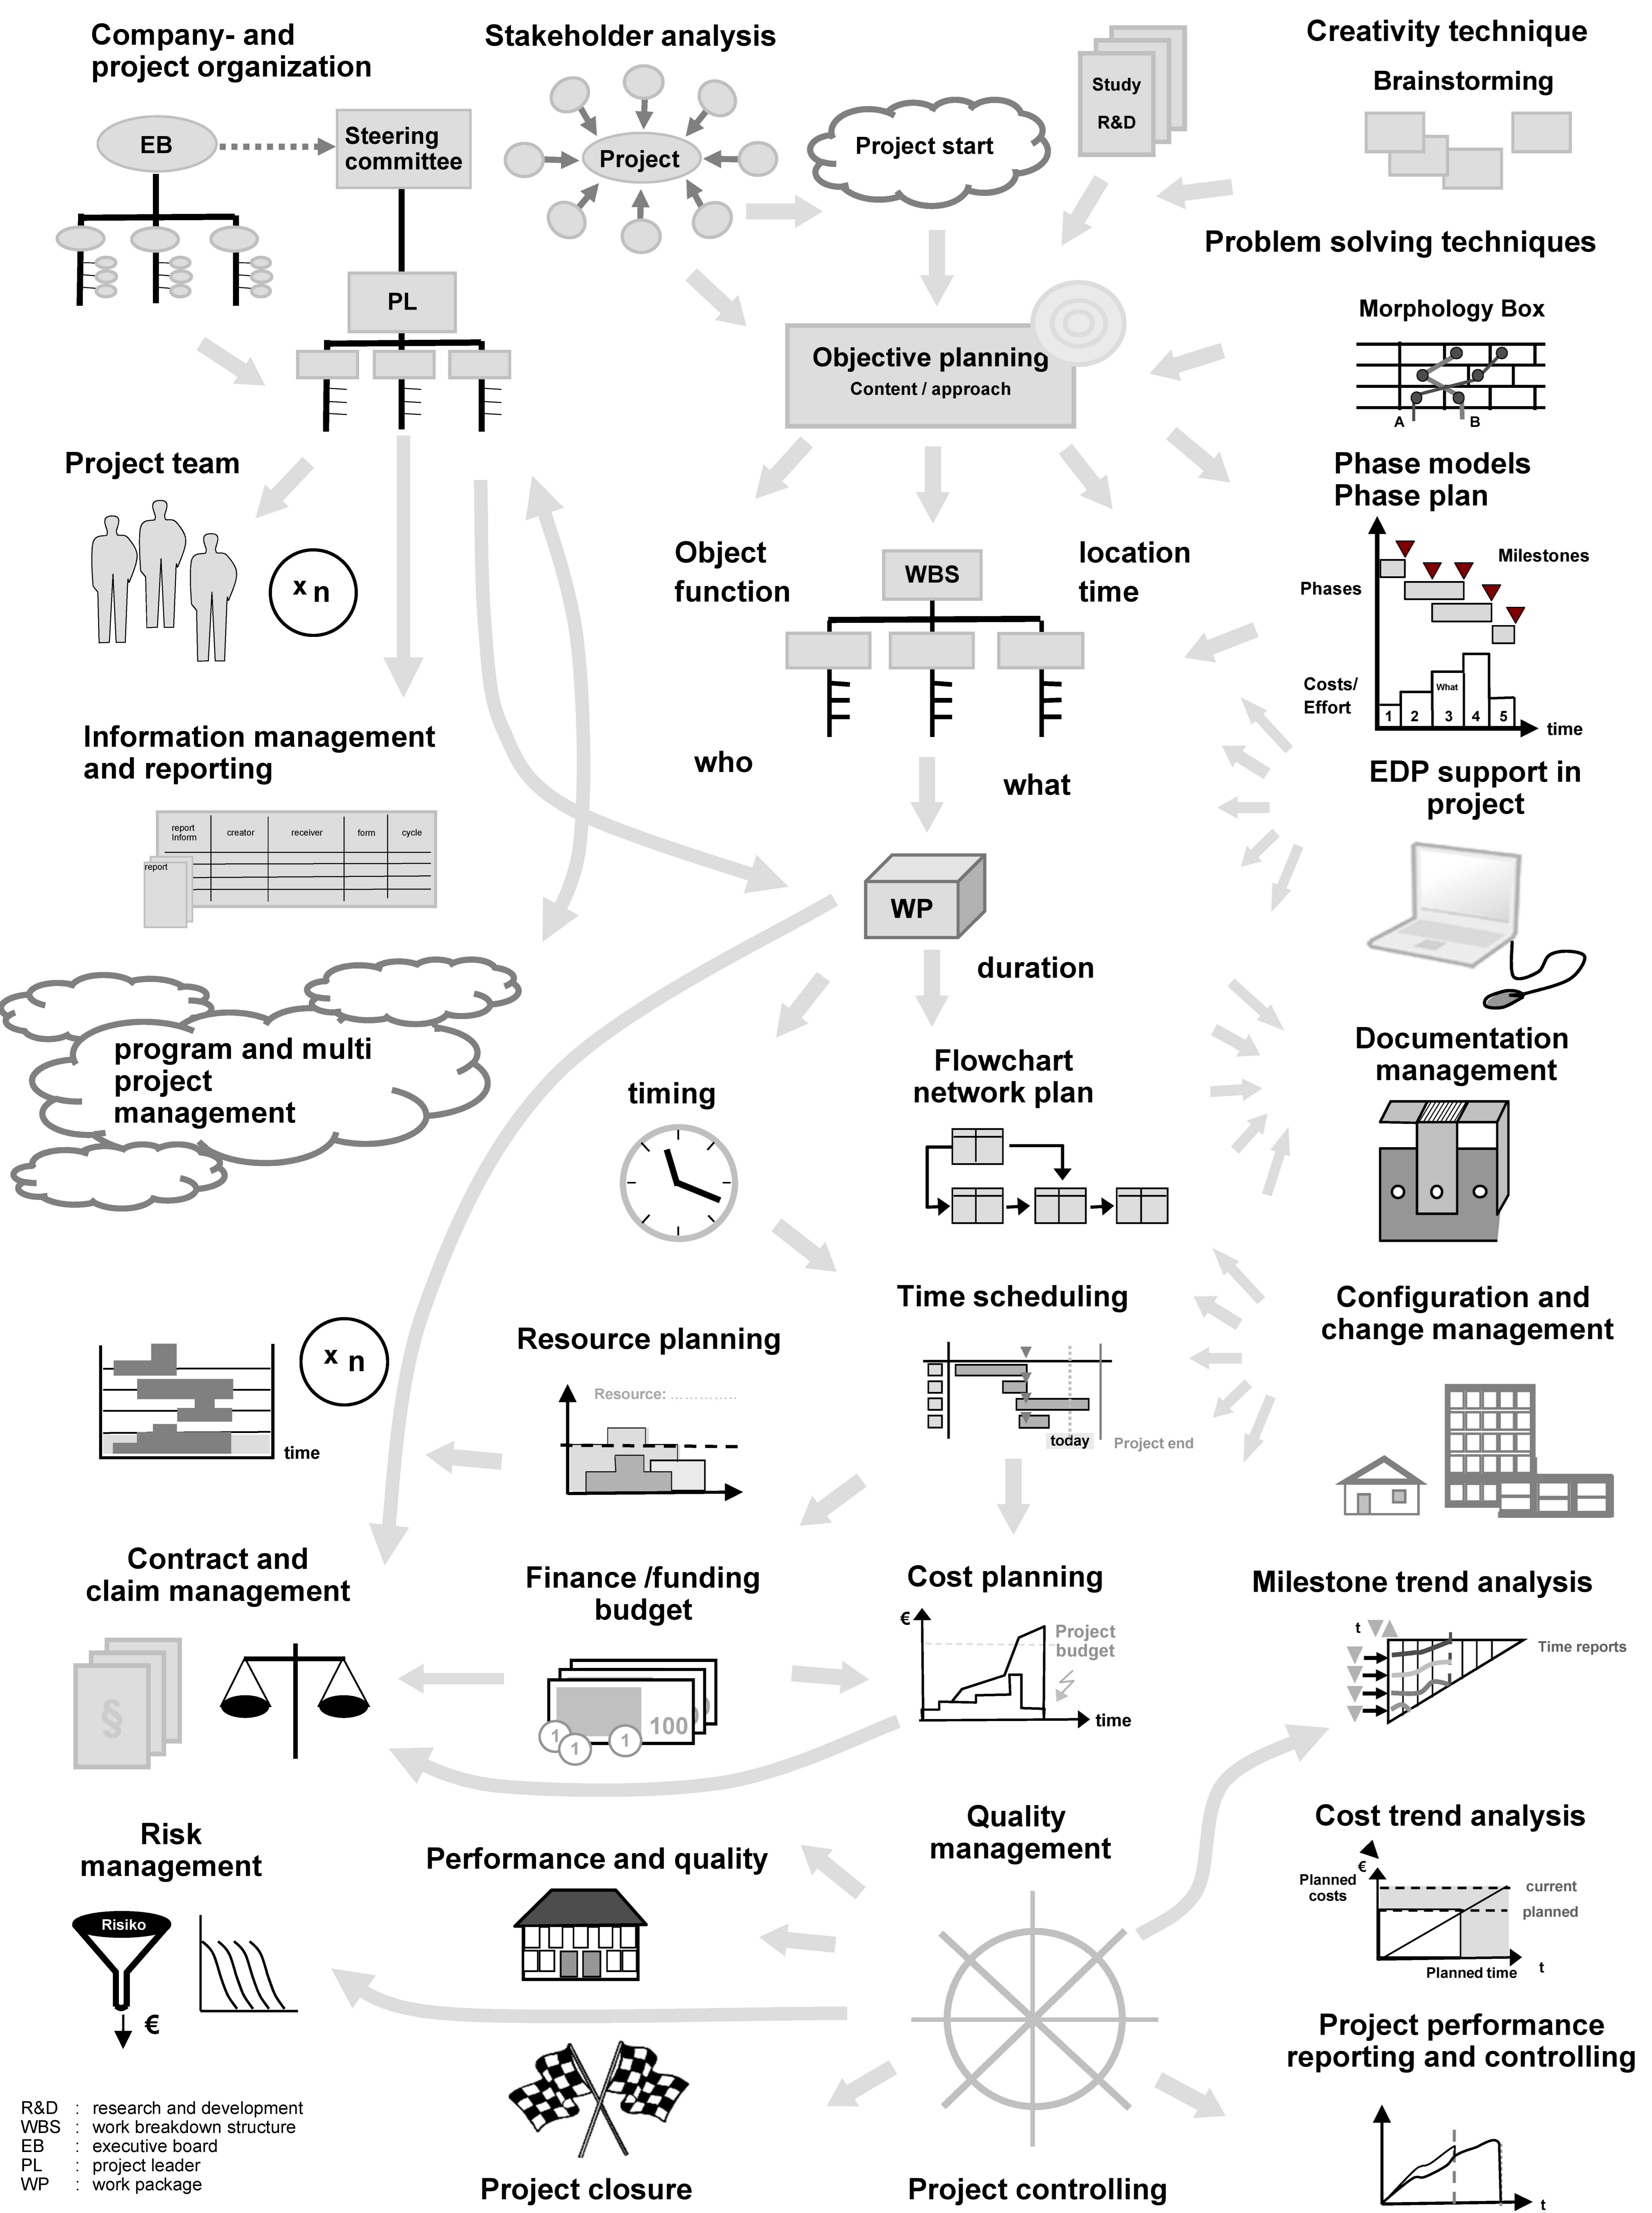 Company- and
project organization
EB
Steering
committee
PL
Stakeholder analysis
Project
Project start
Study
R&D
Creativity technique
Brainstorming
Problem solving techniques
Morphology Box
A
B
Objective planning
Content / approach
Project team
x n
Object
function
WBS
location
time
Phase models
Phase plan
Milestones
Phases
Costs/
Effort
What
1 2 3 4 5
time
who
what
Information management
and reporting
report
Inform
creator
receiver
form
cycle
report
EDP support in
project
WP
duration
program and multi
project
management
timing
Flowchart
network plan
Documentation
management
x n
time
Resource planning
Resource: ..............
Time scheduling
today
Project end
Configuration and
change management
Contract and
claim management
§
Finance /funding
budget
100
1
1
1
Cost planning
€
Project
budget
time
Milestone trend analysis
t
Time reports
Risk
management
Risiko
€
Performance and quality
Quality
management
Cost trend analysis
€
Planned
costs
current
planned
Planned time
t
Project performance
reporting and controlling
t
Project closure
Project controlling
R&D : research and development
WBS : work breakdown structure
EB : executive board
PL : project leader
WP : work package